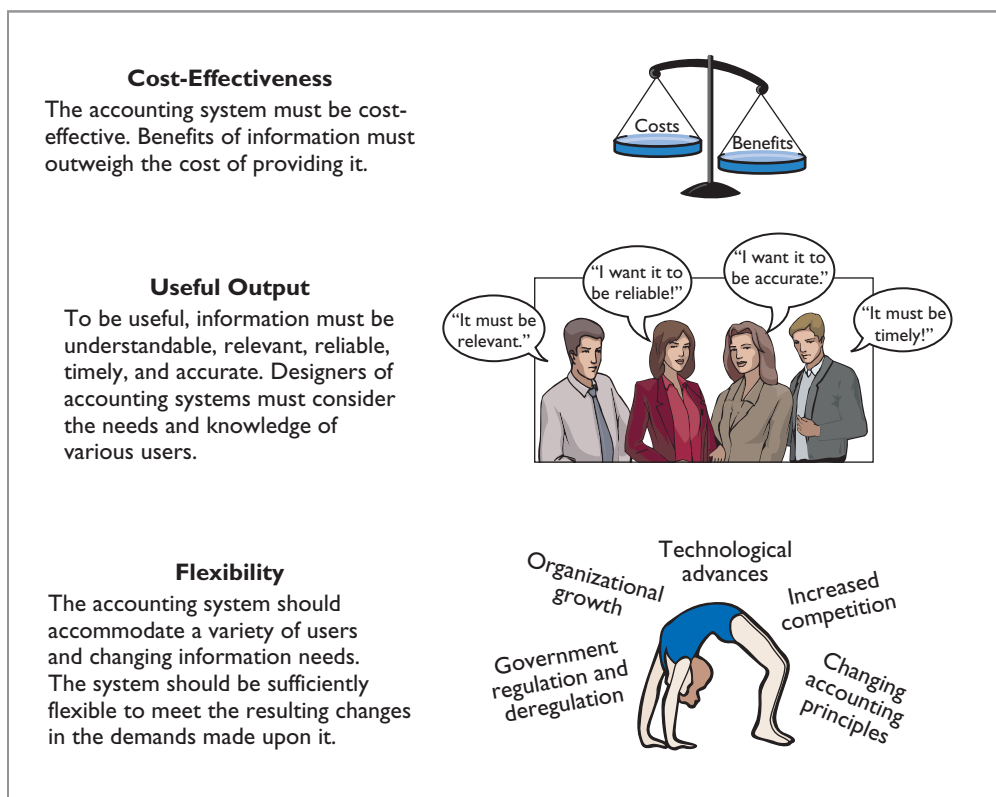 Cost-Effectiveness
The accounting system must be cost-
effective. Benefits of information must
outweigh the cost of providing it.
Costs
Benefits
Useful Output
To be useful, information must be
understandable, relevant, reliable,
timely, and accurate. Designers of
accounting systems must consider
the needs and knowledge of
various users.
“It must be
relevant.”
“I want it to
be reliable!”
“I want it to
be accurate.”
“It must be
timely!”
Flexibility
The accounting system should
accommodate a variety of users
and changing information needs.
The system should be sufficiently
flexible to meet the resulting changes
in the demands made upon it.
Government
regulation and
deregulation
Organizational
growth
Technological
advances
Increased
competition
Changing
accounting
principles